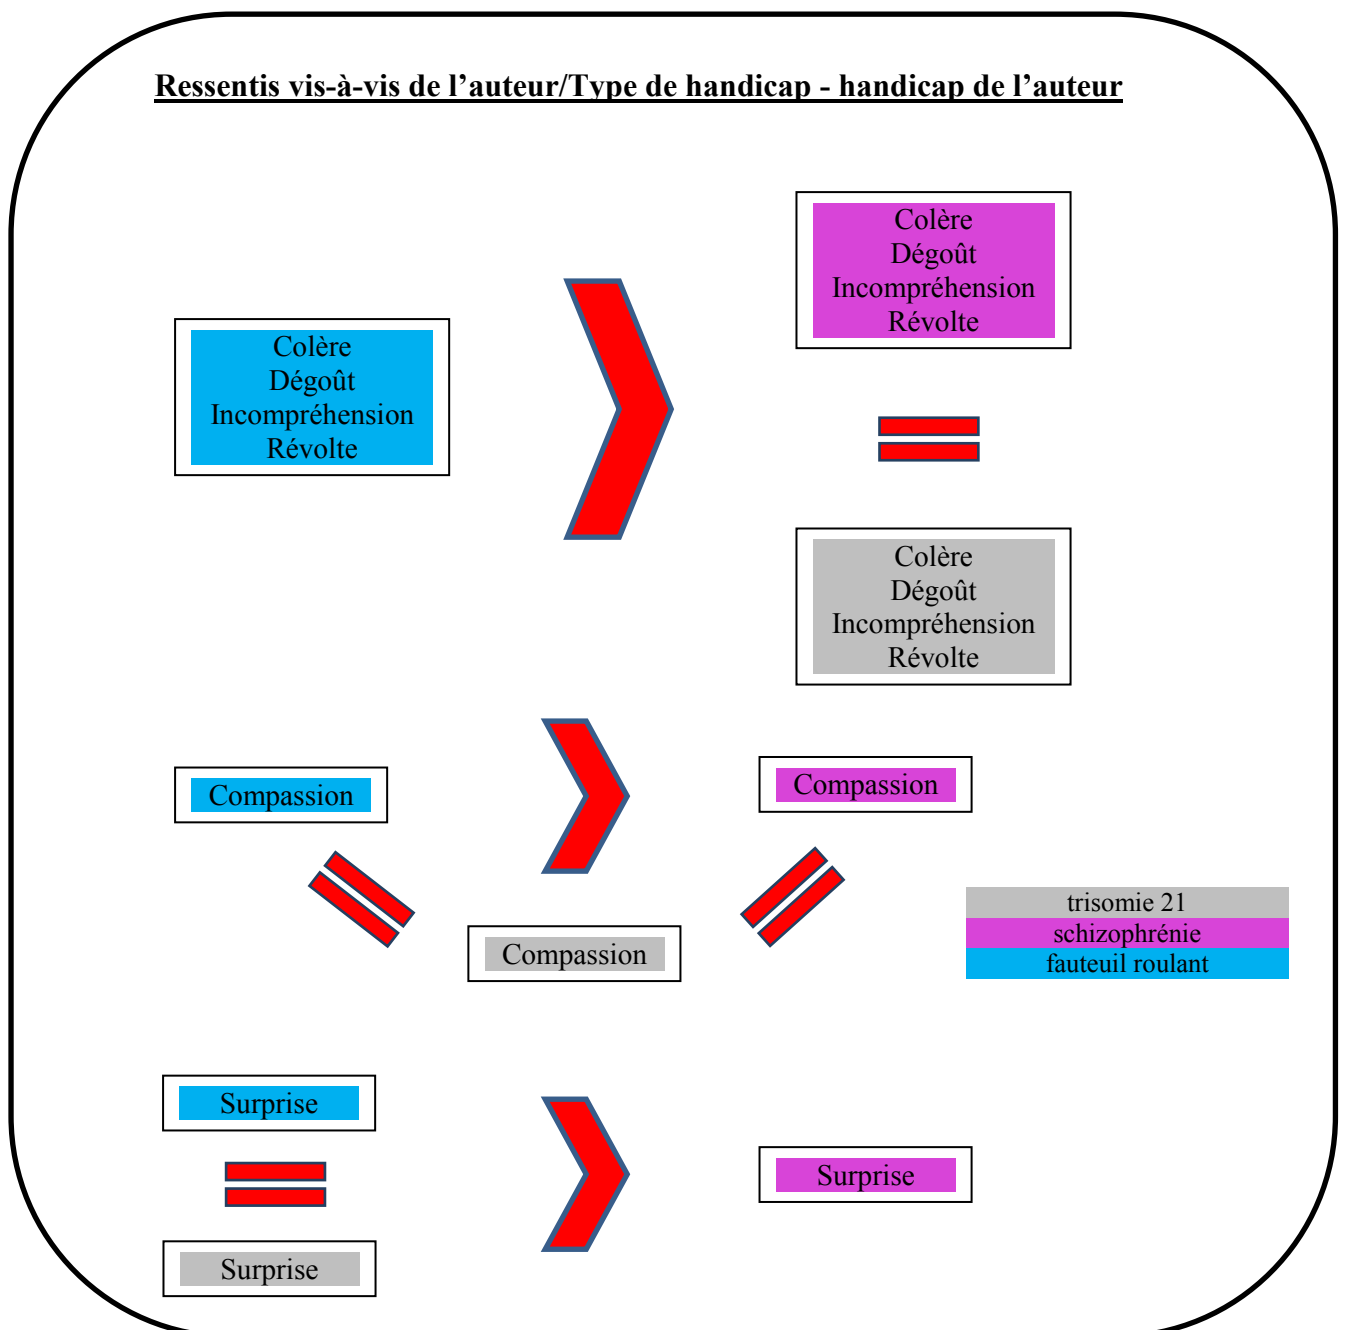 Ressentis vis-à-vis de l’auteur/Type de handicap - handicap de l’auteur
Colère
Dégoût
Incompréhension
Révolte
Colère
Dégoût
Incompréhension
Révolte
Colère
Dégoût
Incompréhension
Révolte
Compassion
Compassion
Compassion
trisomie 21
schizophrénie
fauteuil roulant
Surprise
Surprise
Surprise